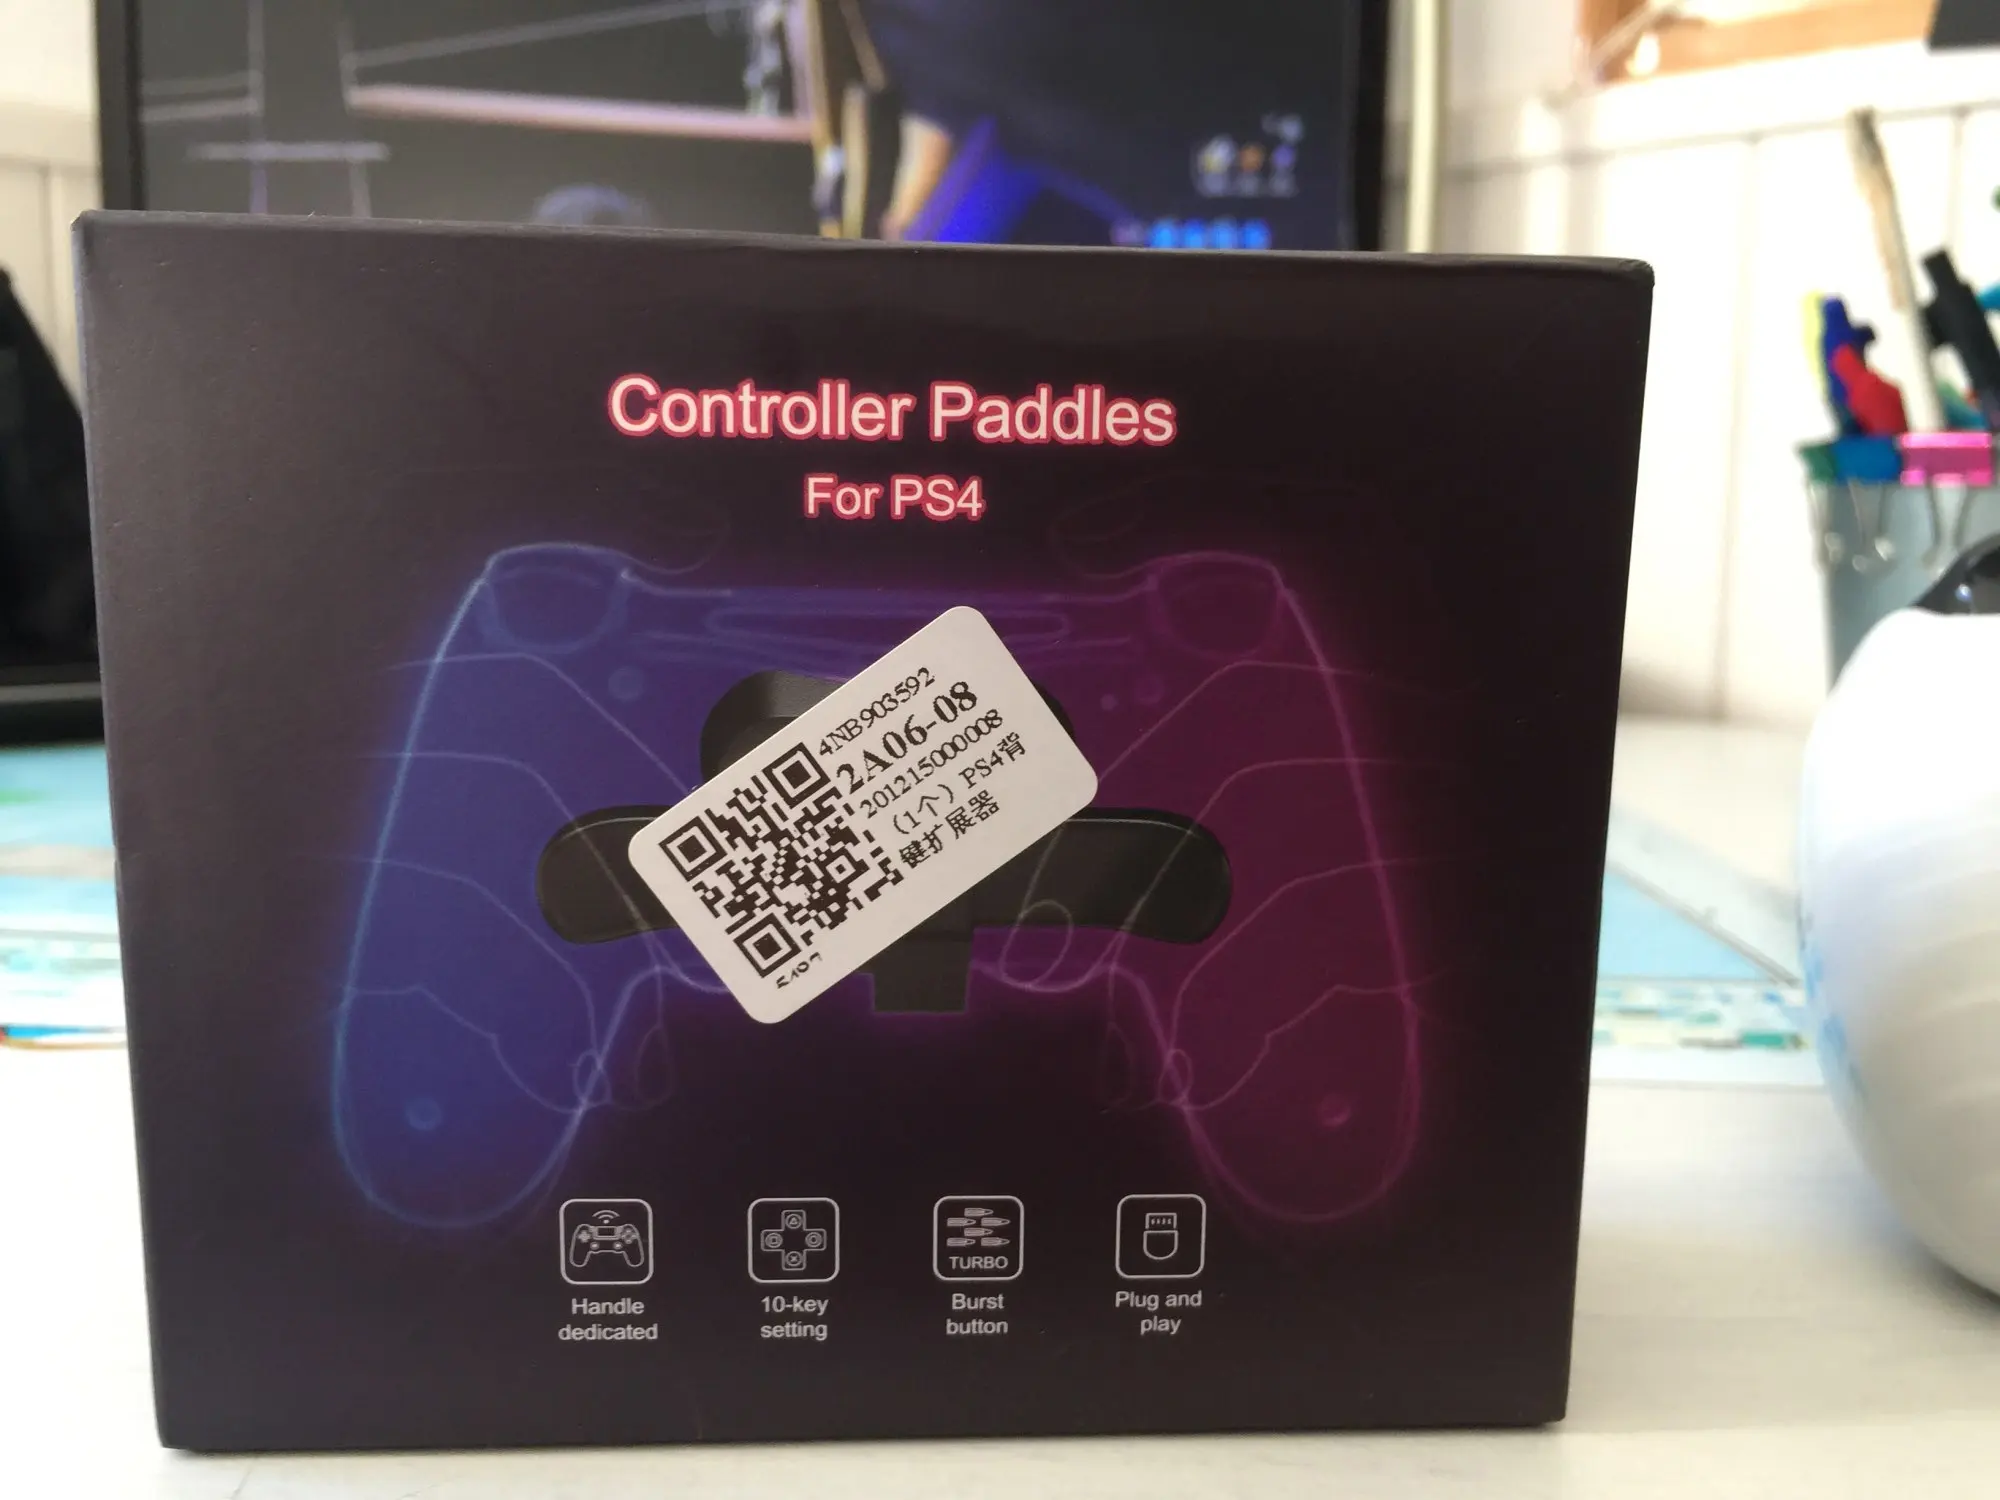 Controller Paddles
For PS4
4NB903592
2A06-08
201215000008
（1个）PS4背
键扩展器
TURBO
Handle
dedicated
10-key
setting
Burst
button
Plug and
play